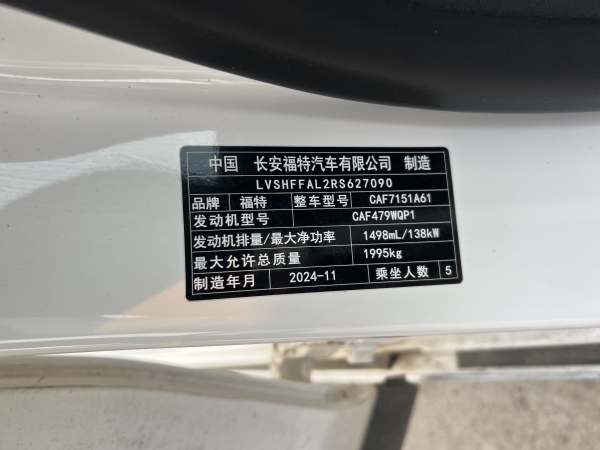 中国 长安福特汽车有限公司 制造
LVSHFFAL2RS627090
品牌 福特 整车型号 CAF7151A61
发动机型号 CAF479WQP1
发动机排量/最大净功率 1498mL/138kW
最大允许总质量 1995kg
制造年月 2024-11 乘坐人数 5